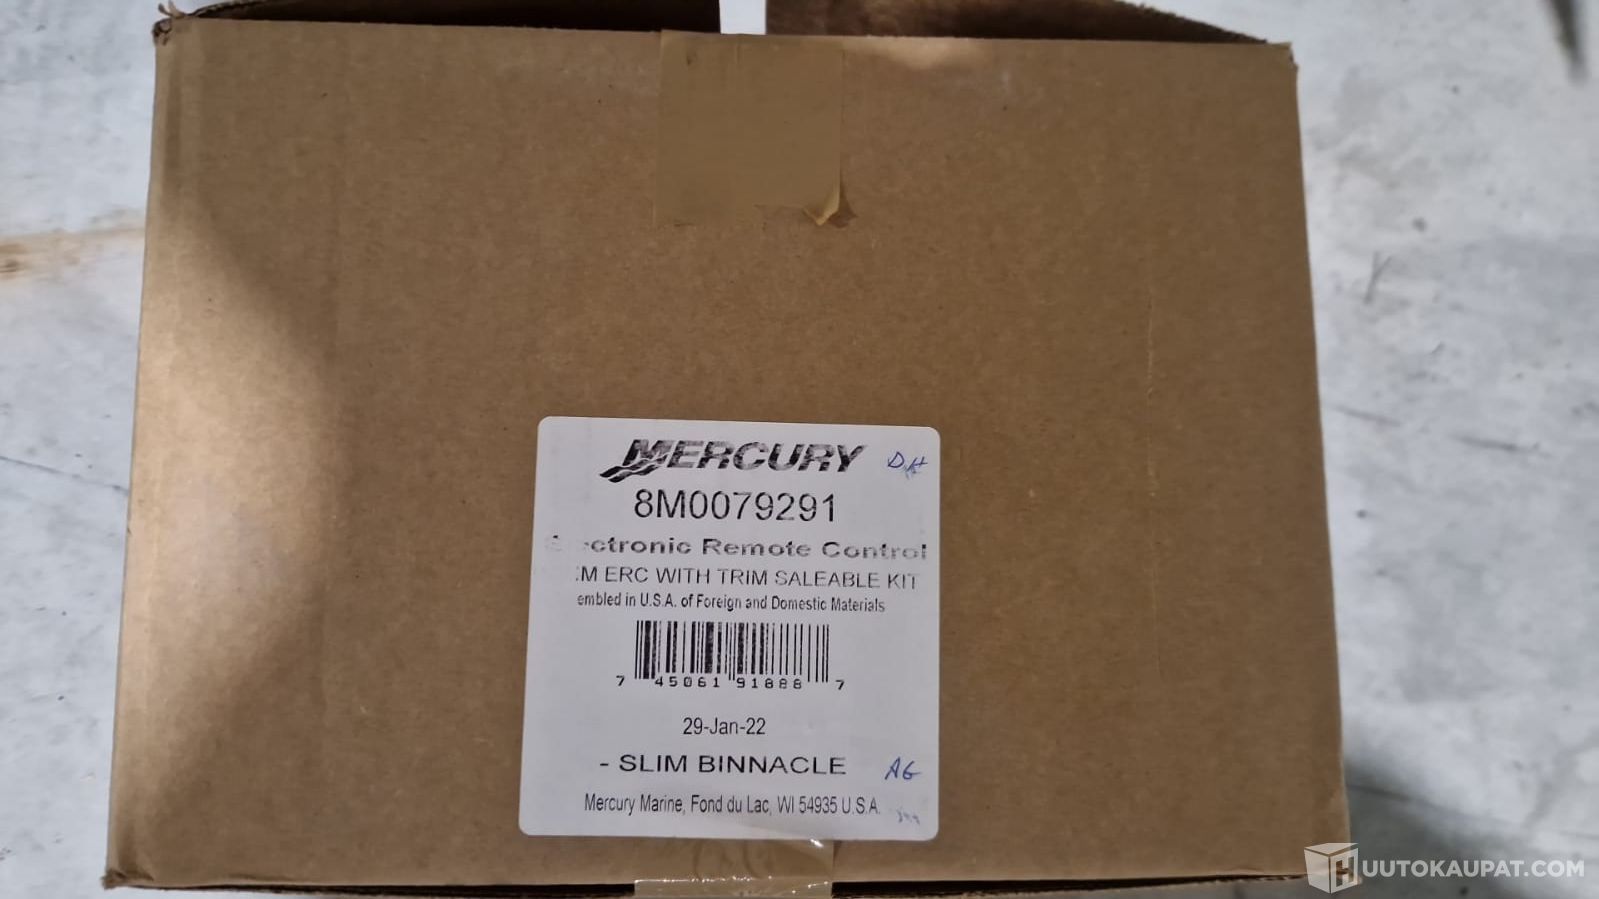 MERCURY DH
8M0079291
Electronic Remote Control
M ERC WITH TRIM SALEABLE KIT
embled in U.S.A. of Foreign and Domestic Materials
7 45061 91888 7
29-Jan-22
- SLIM BINNACLE AG
Mercury Marine, Fond du Lac, WI 54935 U.S.A.
HUUTOKAUPAT.COM